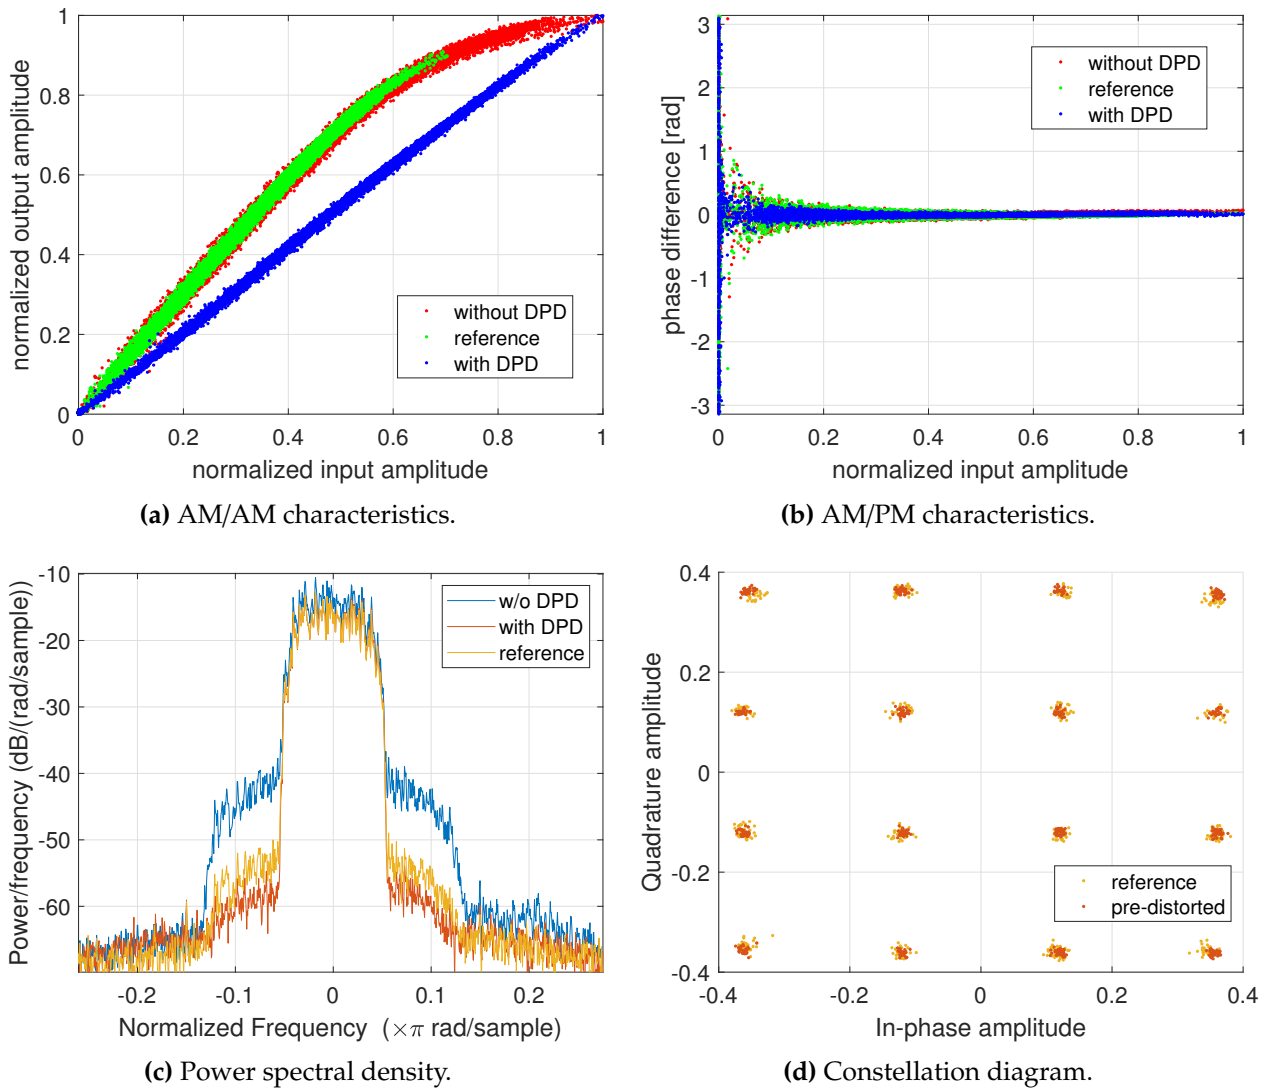 normalized output amplitude
1
0.8
0.6
0.4
0.2
0
0 0.2 0.4 0.6 0.8 1
normalized input amplitude
without DPD
reference
with DPD
(a) AM/AM characteristics.
phase difference [rad]
3
2
1
0
-1
-2
-3
0 0.2 0.4 0.6 0.8 1
normalized input amplitude
without DPD
reference
with DPD
(b) AM/PM characteristics.
Power/frequency (dB/(rad/sample))
-10
-20
-30
-40
-50
-60
-0.2 -0.1 0 0.1 0.2
Normalized Frequency (×π rad/sample)
w/o DPD
with DPD
reference
(c) Power spectral density.
Quadrature amplitude
0.4
0.2
0
-0.2
-0.4
-0.4 -0.2 0 0.2 0.4
In-phase amplitude
reference
pre-distorted
(d) Constellation diagram.